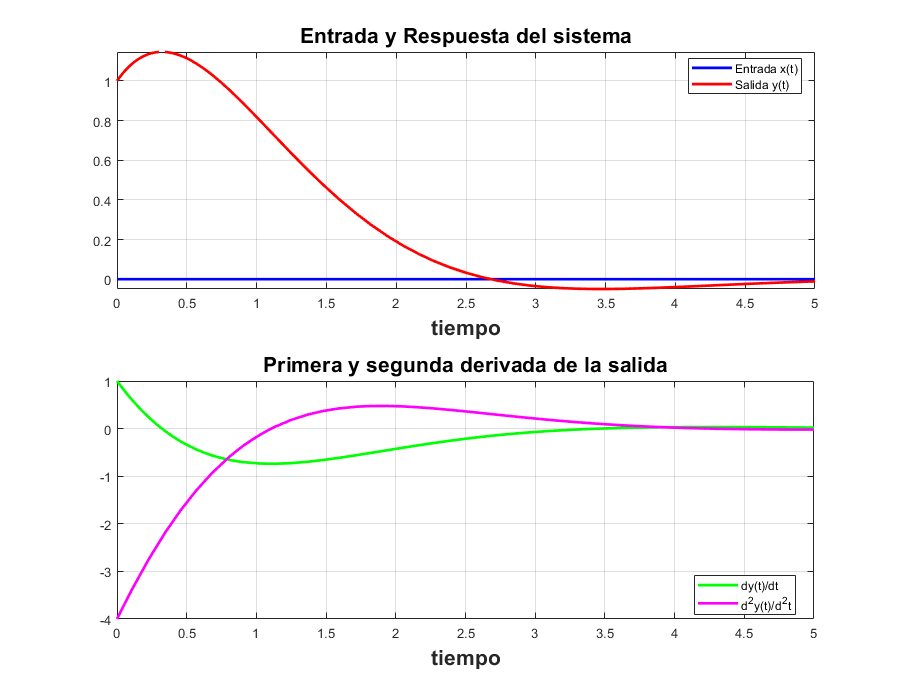 Entrada y Respuesta del sistema
Entrada x(t)
Salida y(t)
1
0.8
0.6
0.4
0.2
0
0 0.5 1 1.5 2 2.5 3 3.5 4 4.5 5
tiempo
Primera y segunda derivada de la salida
1
0
-1
-2
-3
-4
dy(t)/dt
d²y(t)/d²t
0 0.5 1 1.5 2 2.5 3 3.5 4 4.5 5
tiempo